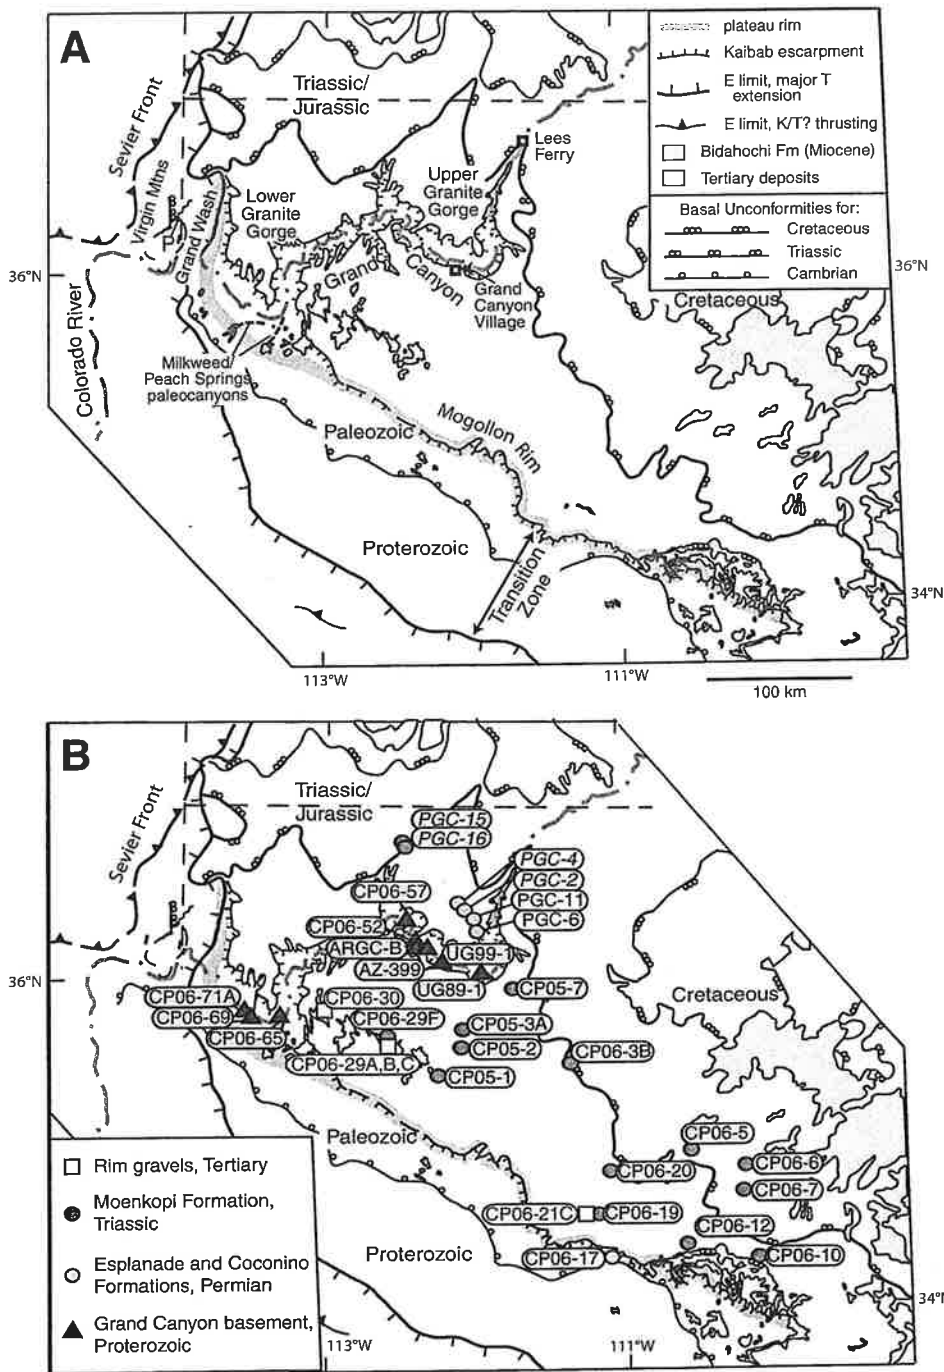 A
plateau rim
Kaibab escarpment
E limit, major T
extension
E limit, K/T? thrusting
Bidahochi Fm (Miocene)
Tertiary deposits
Basal Unconformities for:
Cretaceous
Triassic
Cambrian
Triassic/
Jurassic
Sevier Front
Virgin Mtns
Grand Wash
Lower
Granite
Gorge
Upper
Granite
Gorge
Lees
Ferry
36°N
36°N
Grand
Canyon
Grand
Canyon
Village
Cretaceous
Colorado River
Milkweed/
Peach Springs
paleocanyons
Mogollon Rim
Paleozoic
Proterozoic
Transition
Zone
34°N
113°W
111°W
100 km
B
Triassic/
Jurassic
Sevier Front
PGC-15
PGC-16
PGC-4
PGC-2
PGC-11
PGC-6
CP06-57
CP06-52
ARGC-B
UG99-1
AZ-399
UG89-1
36°N
CP05-7
CP06-71A
CP06-30
Cretaceous
CP06-69
CP06-29F
CP06-65
CP05-3A
CP05-2
CP06-3B
CP06-29A,B,C
CP05-1
Paleozoic
CP06-5
CP06-6
CP06-20
CP06-7
CP06-21C
CP06-19
CP06-12
Proterozoic
CP06-17
CP06-10
Rim gravels, Tertiary
Moenkopi Formation,
Triassic
Esplanade and Coconino
Formations, Permian
Grand Canyon basement,
Proterozoic
34°N
113°W
111°W